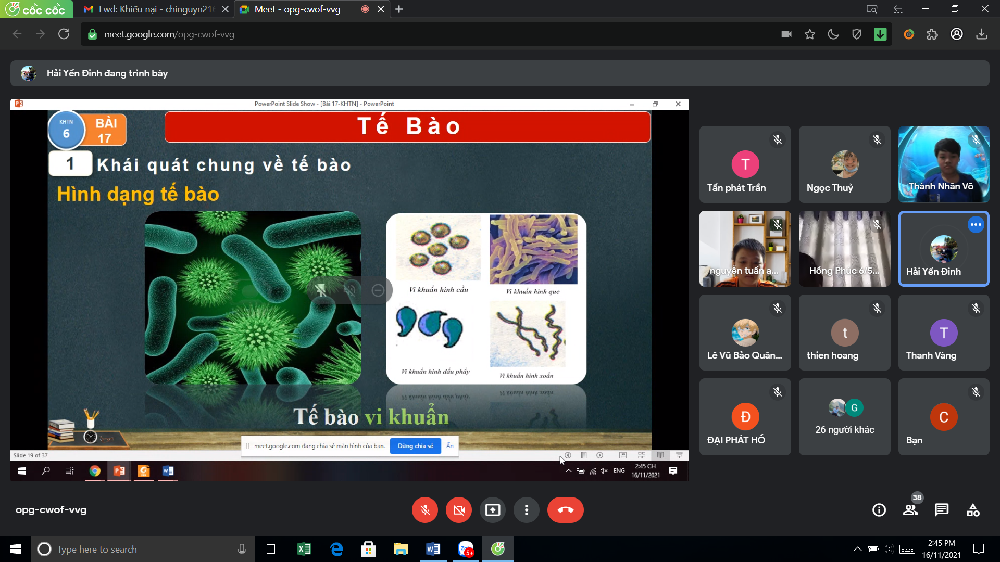 cốc cốc
Fwd: Khiếu nại - chinguyn216
Meet - opg-cwof-vvg
meet.google.com/opg-cwof-vvg
Hải Yến Đinh đang trình bày
PowerPoint Slide Show - [Bài 17-KHTN] - PowerPoint
KHTN
6
BÀI
17
Tế Bào
1
Khái quát chung về tế bào
Hình dạng tế bào
Vi khuẩn hình cầu
Vi khuẩn hình que
Vi khuẩn hình dấu phẩy
Vi khuẩn hình xoắn
Tế bào vi khuẩn
meet.google.com đang chia sẻ màn hình của bạn.
Dừng chia sẻ
Ẩn
Slide 19 of 37
ENG
2:45 CH
16/11/2021
T
Tấn phát Trần
Ngọc Thuỷ
Thành Nhân Võ
nguyễn tuấn a...
Hồng Phúc 6/5...
Hải Yến Đinh
Lê Vũ Bảo Quân...
t
thien hoang
T
Thanh Vàng
Đ
ĐẠI PHÁT HỒ
G
26 người khác
C
Bạn
opg-cwof-vvg
38
Type here to search
5+
2:45 PM
16/11/2021